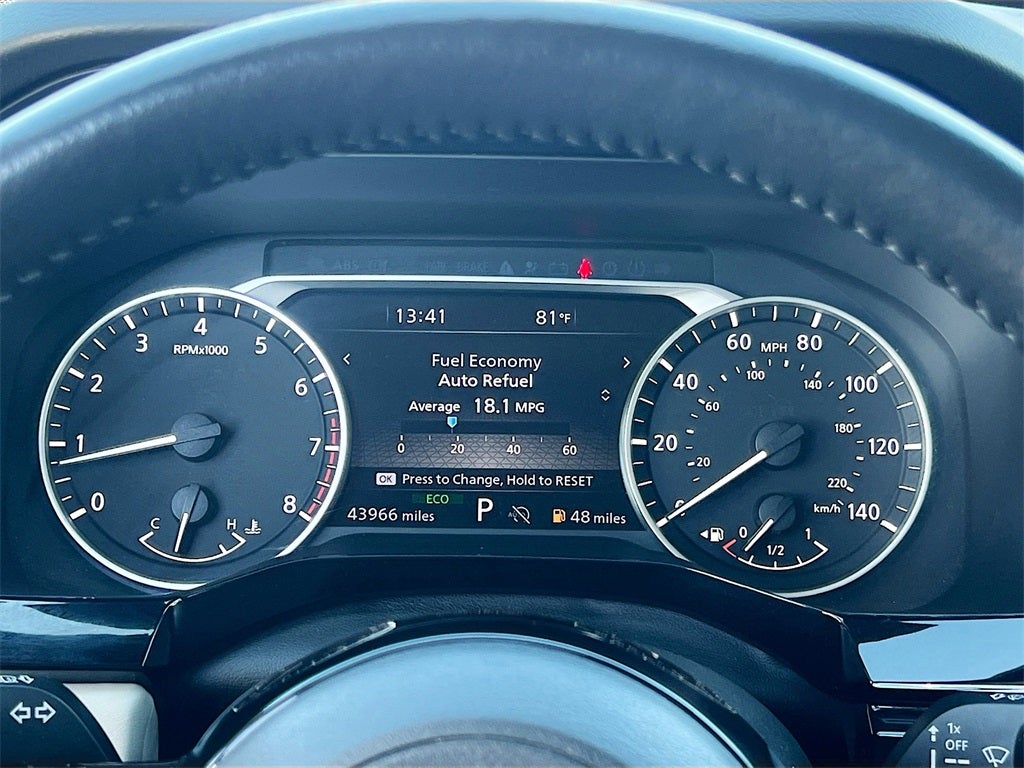 ABS
BRAKE
13:41 81°F
Fuel Economy
Auto Refuel
Average 18.1 MPG
0 20 40 60
OK Press to Change, Hold to RESET
ECO
43966 miles P 48 miles
0 1 2 3 4 5 6 7 8
RPMx1000
C H
20 40 60 80 100 120 140
MPH
20 60 100 140 180 220
km/h
0 1/2 1
1x
OFF